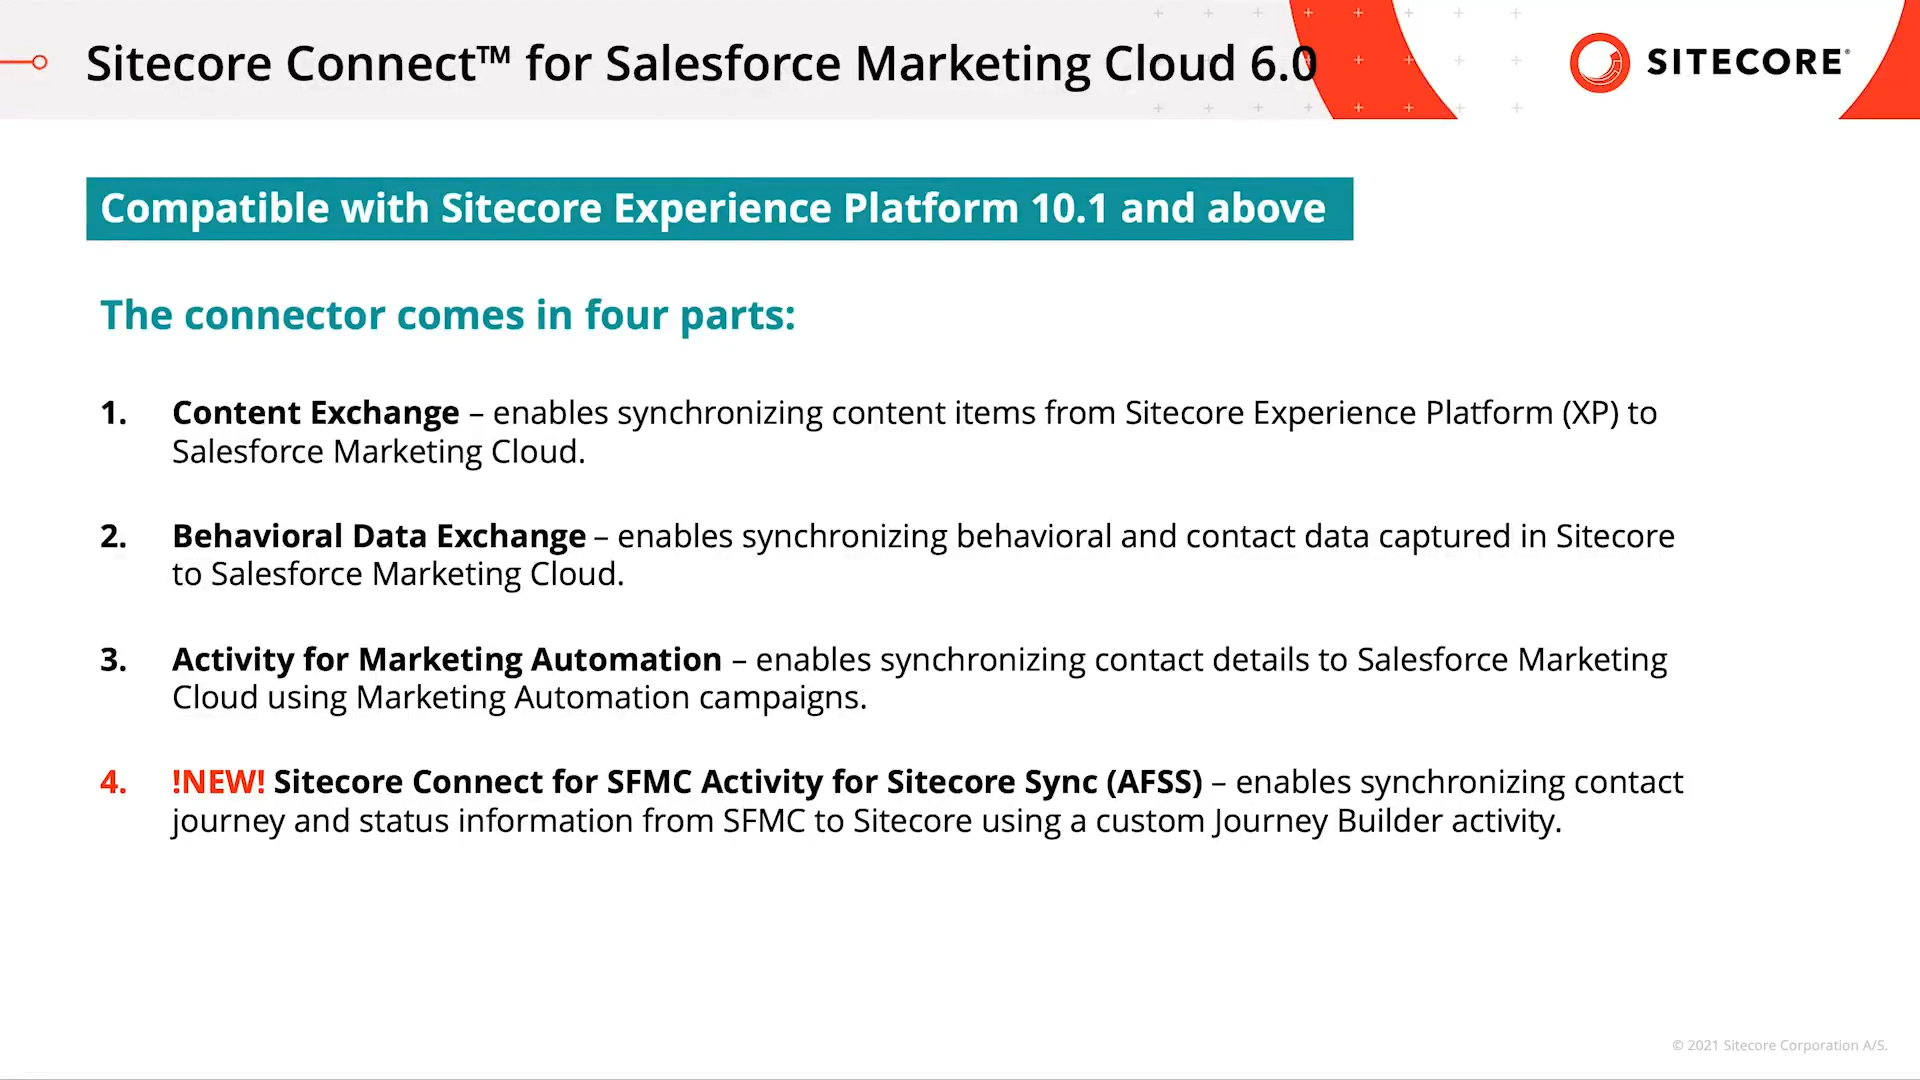 Sitecore Connect™ for Salesforce Marketing Cloud 6.0
SITECORE®
Compatible with Sitecore Experience Platform 10.1 and above
The connector comes in four parts:
1. Content Exchange – enables synchronizing content items from Sitecore Experience Platform (XP) to
Salesforce Marketing Cloud.
2. Behavioral Data Exchange – enables synchronizing behavioral and contact data captured in Sitecore
to Salesforce Marketing Cloud.
3. Activity for Marketing Automation – enables synchronizing contact details to Salesforce Marketing
Cloud using Marketing Automation campaigns.
4. !NEW! Sitecore Connect for SFMC Activity for Sitecore Sync (AFSS) – enables synchronizing contact
journey and status information from SFMC to Sitecore using a custom Journey Builder activity.
© 2021 Sitecore Corporation A/S.